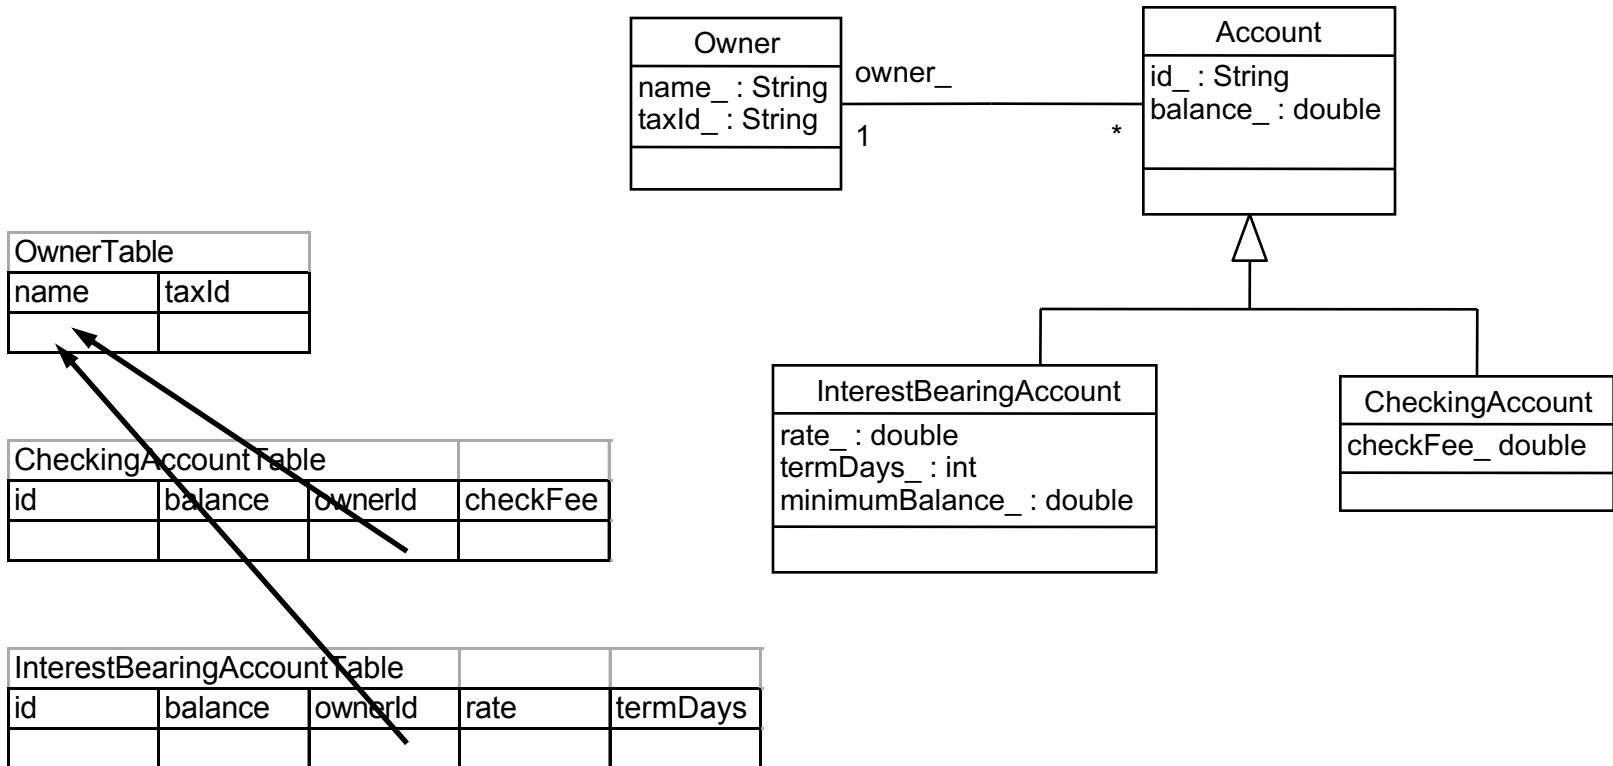 Owner
name_ : String
taxId_ : String
owner_
1
*
Account
id_ : String
balance_ : double
OwnerTable
name taxId
InterestBearingAccount
rate_ : double
termDays_ : int
minimumBalance_ : double
CheckingAccount
checkFee_ double
CheckingAccountTable
id balance ownerId checkFee
InterestBearingAccountTable
id balance ownerId rate termDays